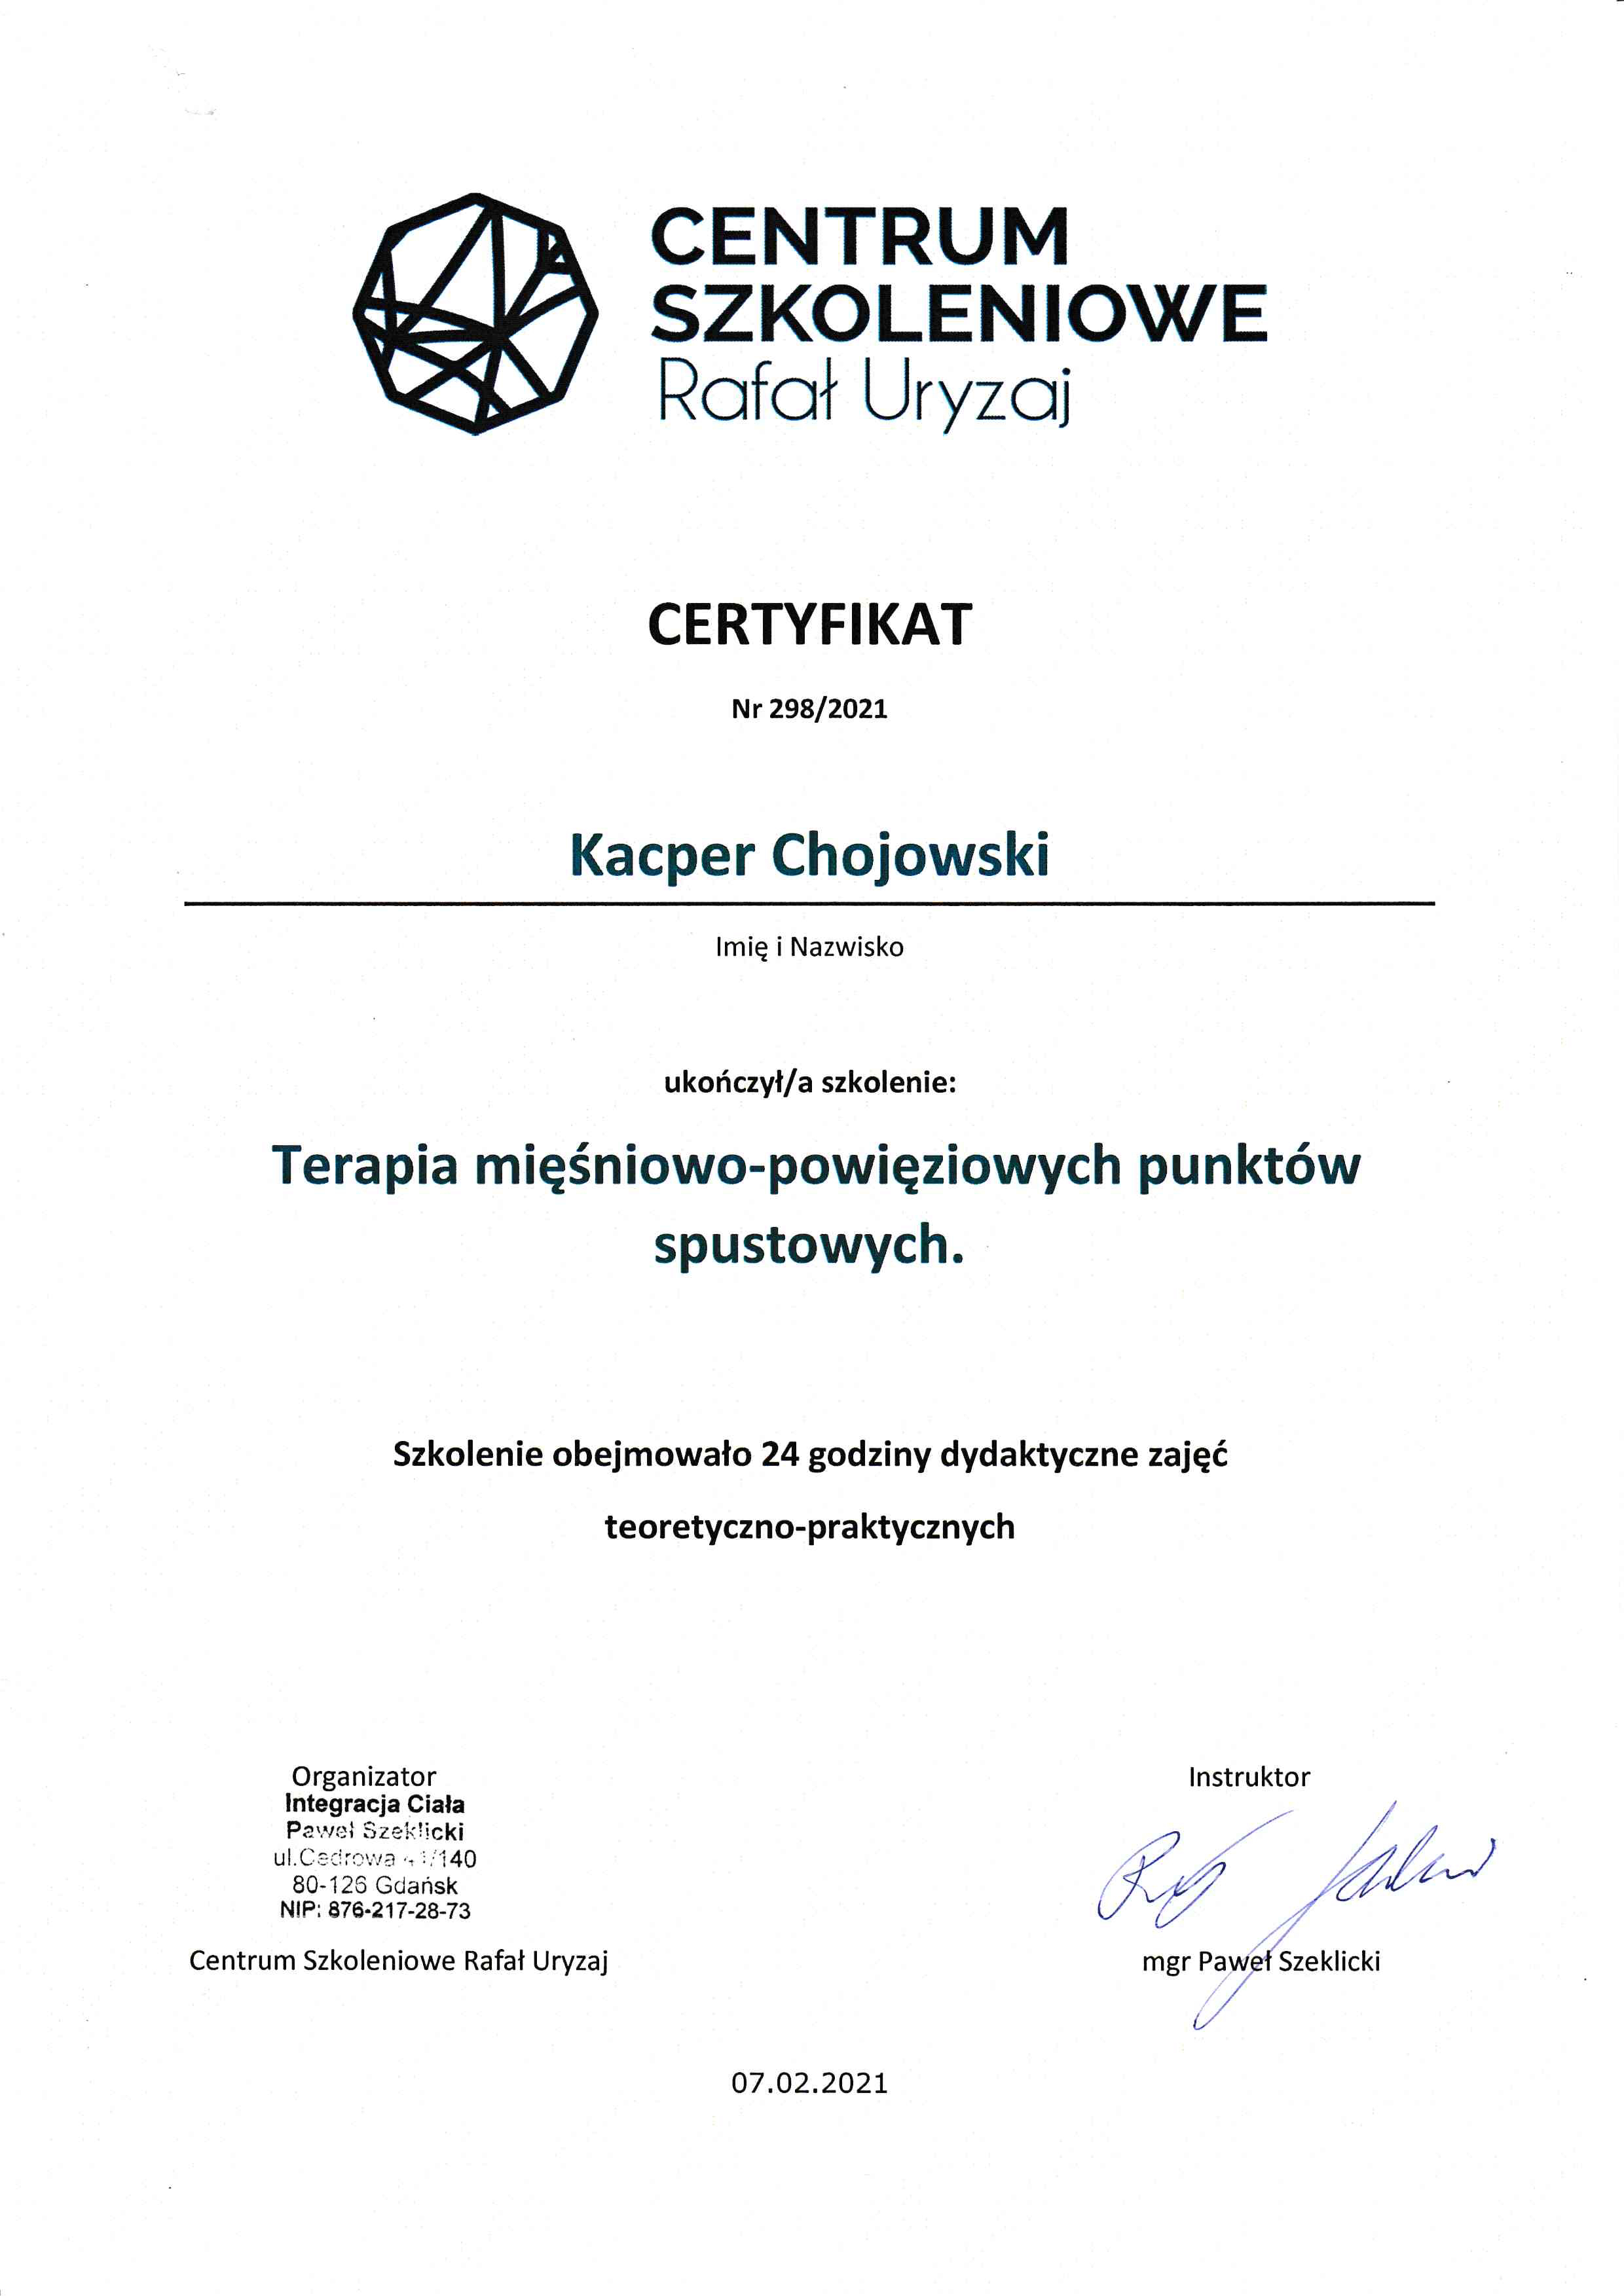 CENTRUM
SZKOLENIOWE
Rafał Uryzaj
CERTYFIKAT
Nr 298/2021
Kacper Chojowski
Imię i Nazwisko
ukończył/a szkolenie:
Terapia mięśniowo-powięziowych punktów
spustowych.
Szkolenie obejmowało 24 godziny dydaktyczne zajęć
teoretyczno-praktycznych
Organizator
Integracja Ciała
Paweł Szeklicki
ul.Cedrowa
80-126 Gdańsk
NIP: 876-217-28-73
Centrum Szkoleniowe Rafał Uryzaj
Instruktor
mgr Paweł Szeklicki
07.02.2021